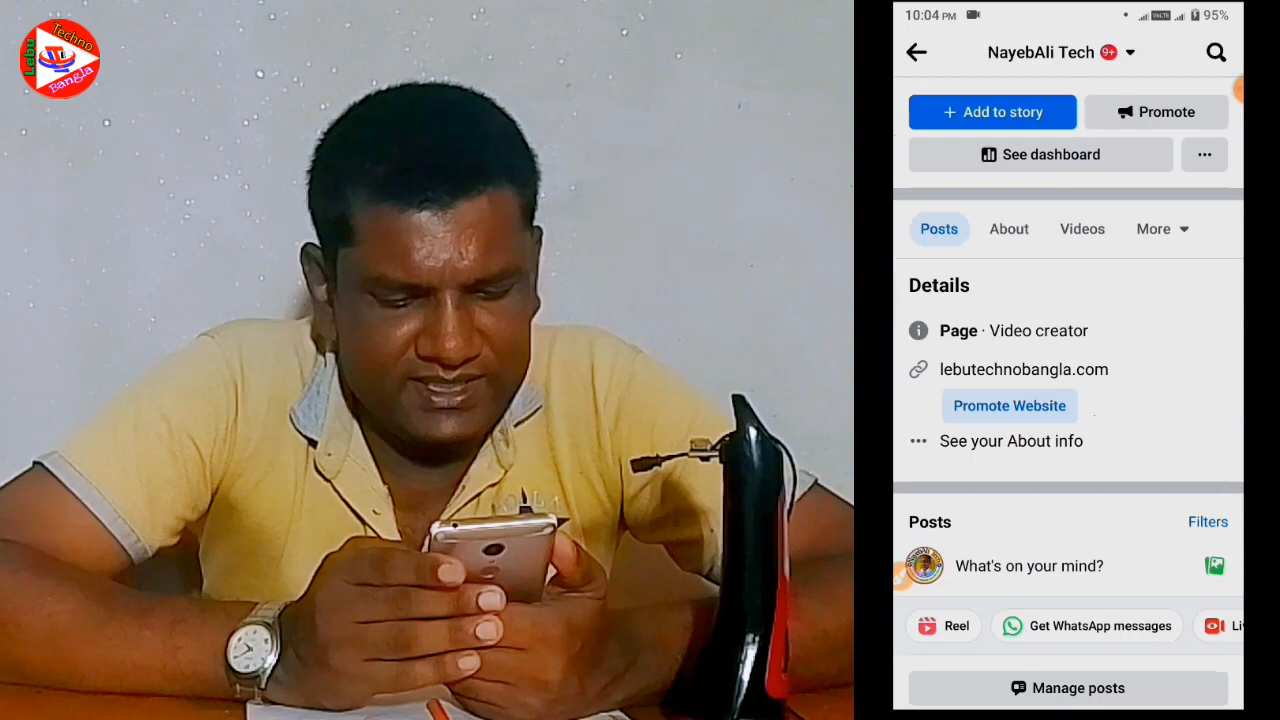 Lebu
Techno
Bangla
10:04 PM
VoLTE
95%
NayebAli Tech 9+
+ Add to story
Promote
See dashboard
Posts
About
Videos
More
Details
Page · Video creator
lebutechnobangla.com
Promote Website
See your About info
Posts
Filters
What's on your mind?
Reel
Get WhatsApp messages
Li
Manage posts